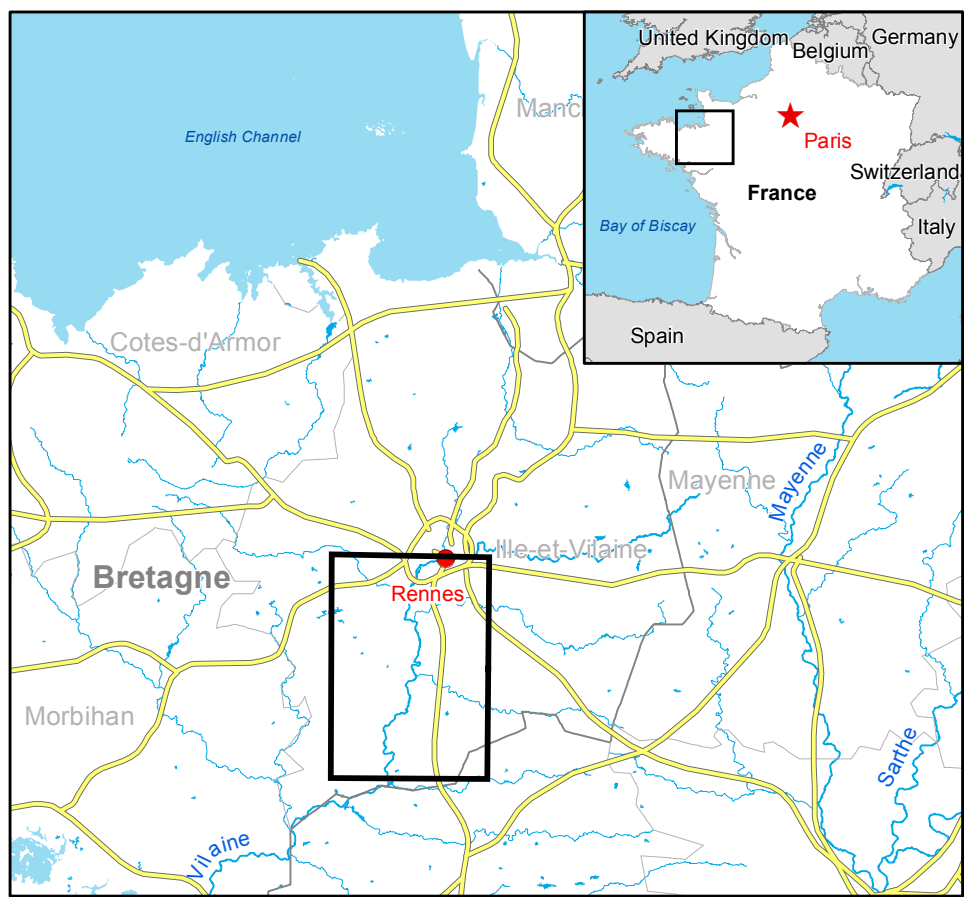 United Kingdom
Germany
Belgium
Manc
English Channel
Paris
Switzerland
France
Bay of Biscay
Italy
Spain
Cotes-d'Armor
Mayenne
Mayenne
Ille-et-Vilaine
Bretagne
Rennes
Morbihan
Sarthe
Vilaine